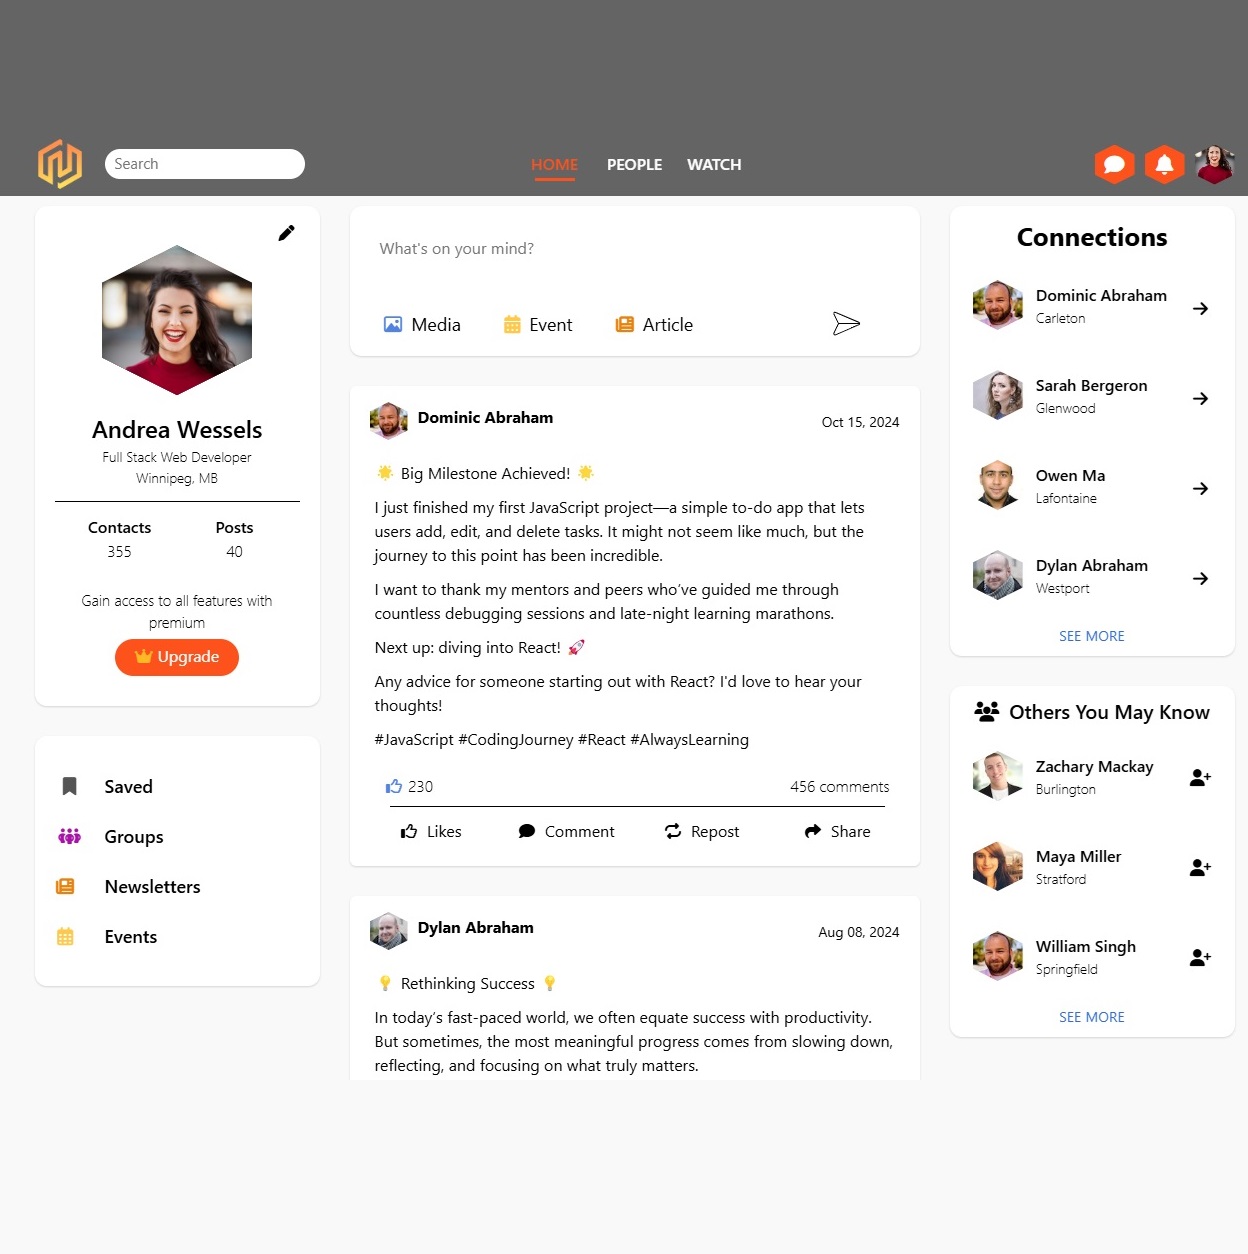 Search
HOME PEOPLE WATCH
Andrea Wessels
Full Stack Web Developer
Winnipeg, MB
Contacts Posts
355 40
Gain access to all features with
premium
Upgrade
Saved
Groups
Newsletters
Events
What's on your mind?
Media Event Article
Dominic Abraham
Oct 15, 2024
🌟 Big Milestone Achieved! 🌟
I just finished my first JavaScript project—a simple to-do app that lets
users add, edit, and delete tasks. It might not seem like much, but the
journey to this point has been incredible.
I want to thank my mentors and peers who’ve guided me through
countless debugging sessions and late-night learning marathons.
Next up: diving into React! 🚀
Any advice for someone starting out with React? I'd love to hear your
thoughts!
#JavaScript #CodingJourney #React #AlwaysLearning
230 456 comments
Likes Comment Repost Share
Dylan Abraham
Aug 08, 2024
💡 Rethinking Success 💡
In today’s fast-paced world, we often equate success with productivity.
But sometimes, the most meaningful progress comes from slowing down,
reflecting, and focusing on what truly matters.
Connections
Dominic Abraham
Carleton
Sarah Bergeron
Glenwood
Owen Ma
Lafontaine
Dylan Abraham
Westport
SEE MORE
Others You May Know
Zachary Mackay
Burlington
Maya Miller
Stratford
William Singh
Springfield
SEE MORE